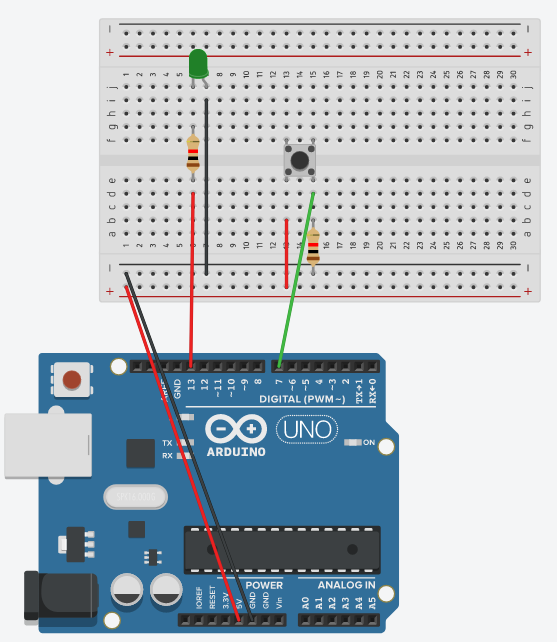 − −
+ +
1 2 3 4 5 6 7 8 9 10 11 12 13 14 15 16 17 18 19 20 21 22 23 24 25 26 27 28 29 30
j j
i i
h h
g g
f f
e e
d d
c c
b b
a a
1 2 3 4 5 6 7 8 9 10 11 12 13 14 15 16 17 18 19 20 21 22 23 24 25 26 27 28 29 30
− −
+ +
AREF GND 13 12 ~11 ~10 ~9 8 7 ~6 ~5 4 ~3 2 TX→1 RX←0
DIGITAL (PWM ~)
UNO
TX
RX
ON
ARDUINO
POWER ANALOG IN
IOREF RESET 3.3V 5V GND GND Vin A0 A1 A2 A3 A4 A5